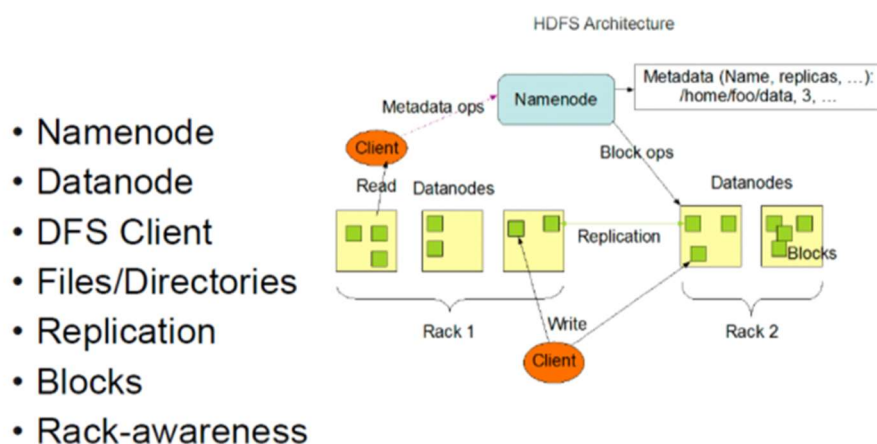 HDFS Architecture
Metadata (Name, replicas, ...):
/home/foo/data, 3, ...
Namenode
Metadata ops
Client
Block ops
Read
Datanodes
Datanodes
Replication
Blocks
Rack 1
Write
Rack 2
Client
• Namenode
• Datanode
• DFS Client
• Files/Directories
• Replication
• Blocks
• Rack-awareness